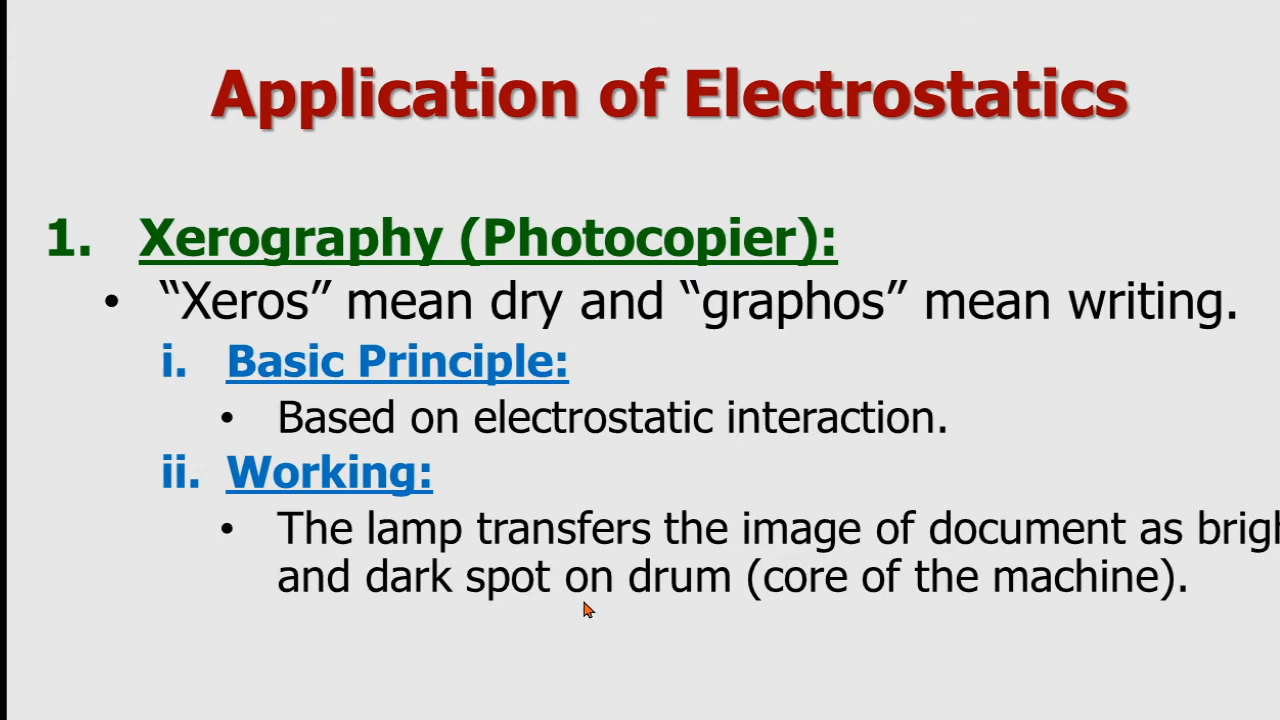 Application of Electrostatics
1. Xerography (Photocopier):
• “Xeros” mean dry and “graphos” mean writing.
i. Basic Principle:
• Based on electrostatic interaction.
ii. Working:
• The lamp transfers the image of document as brigh
and dark spot on drum (core of the machine).